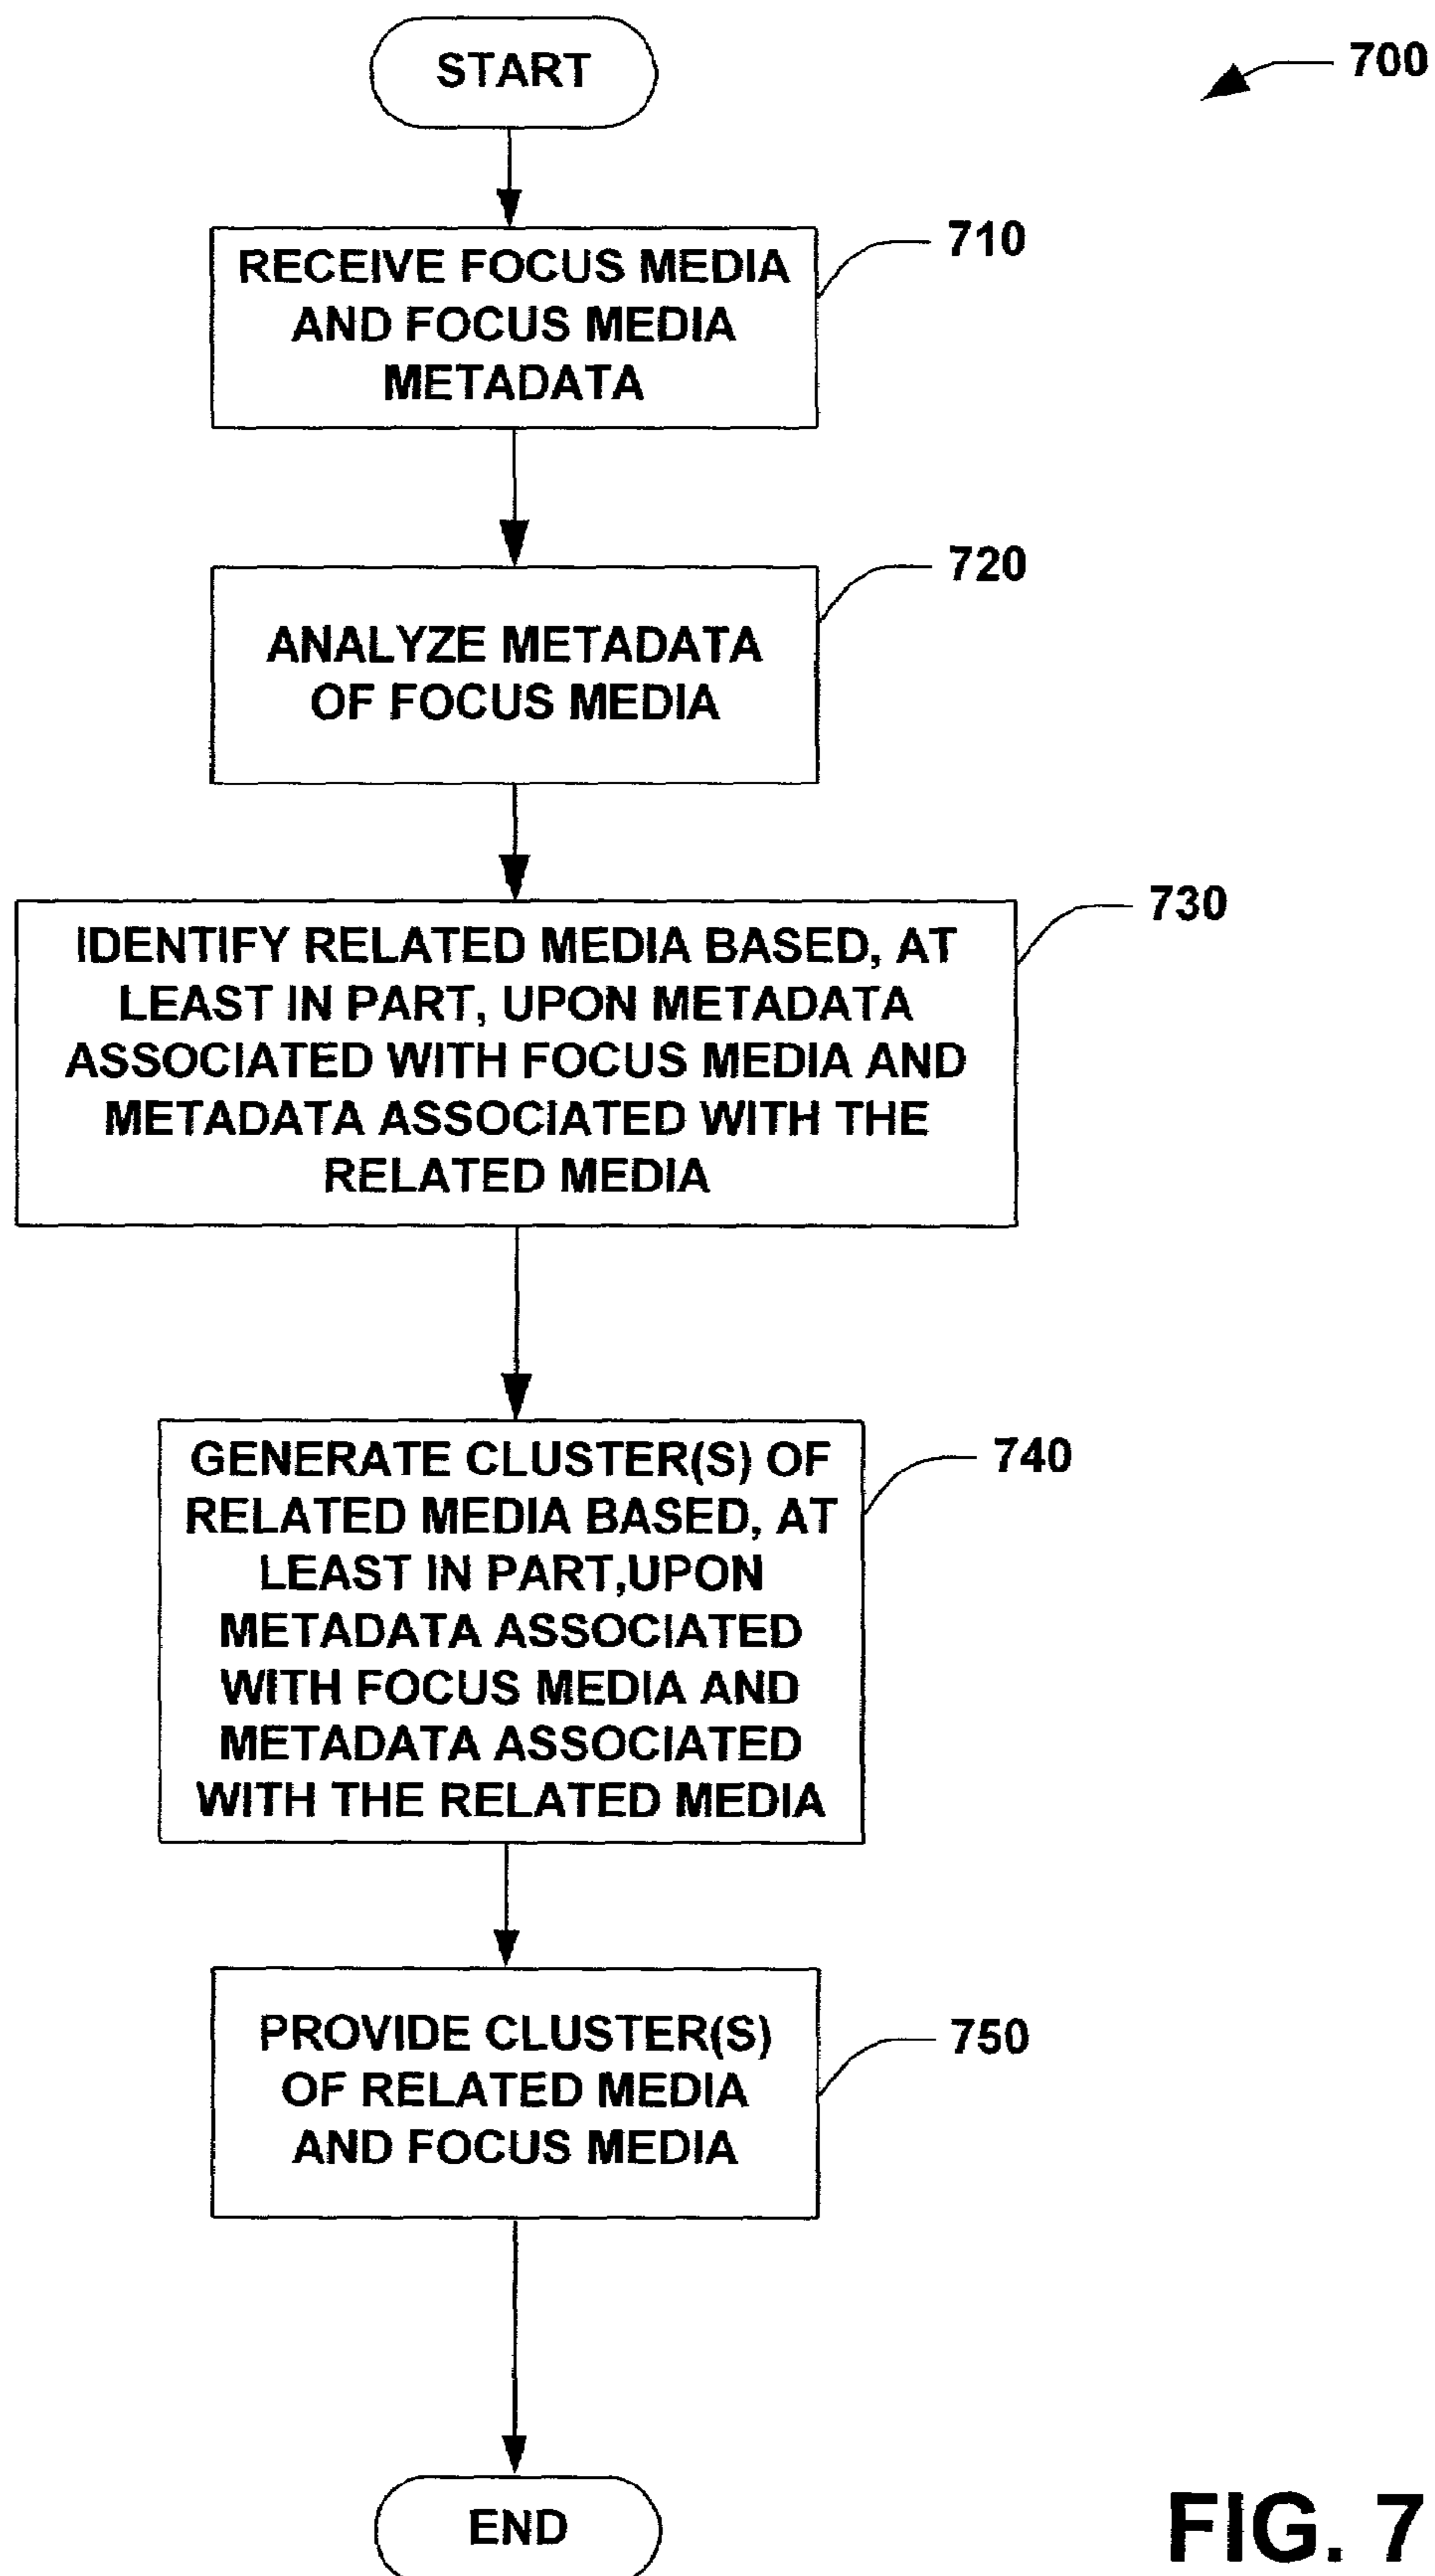 START
700
710
RECEIVE FOCUS MEDIA
AND FOCUS MEDIA
METADATA
720
ANALYZE METADATA
OF FOCUS MEDIA
730
IDENTIFY RELATED MEDIA BASED, AT
LEAST IN PART, UPON METADATA
ASSOCIATED WITH FOCUS MEDIA AND
METADATA ASSOCIATED WITH THE
RELATED MEDIA
740
GENERATE CLUSTER(S) OF
RELATED MEDIA BASED, AT
LEAST IN PART,UPON
METADATA ASSOCIATED
WITH FOCUS MEDIA AND
METADATA ASSOCIATED
WITH THE RELATED MEDIA
750
PROVIDE CLUSTER(S)
OF RELATED MEDIA
AND FOCUS MEDIA
END
FIG. 7